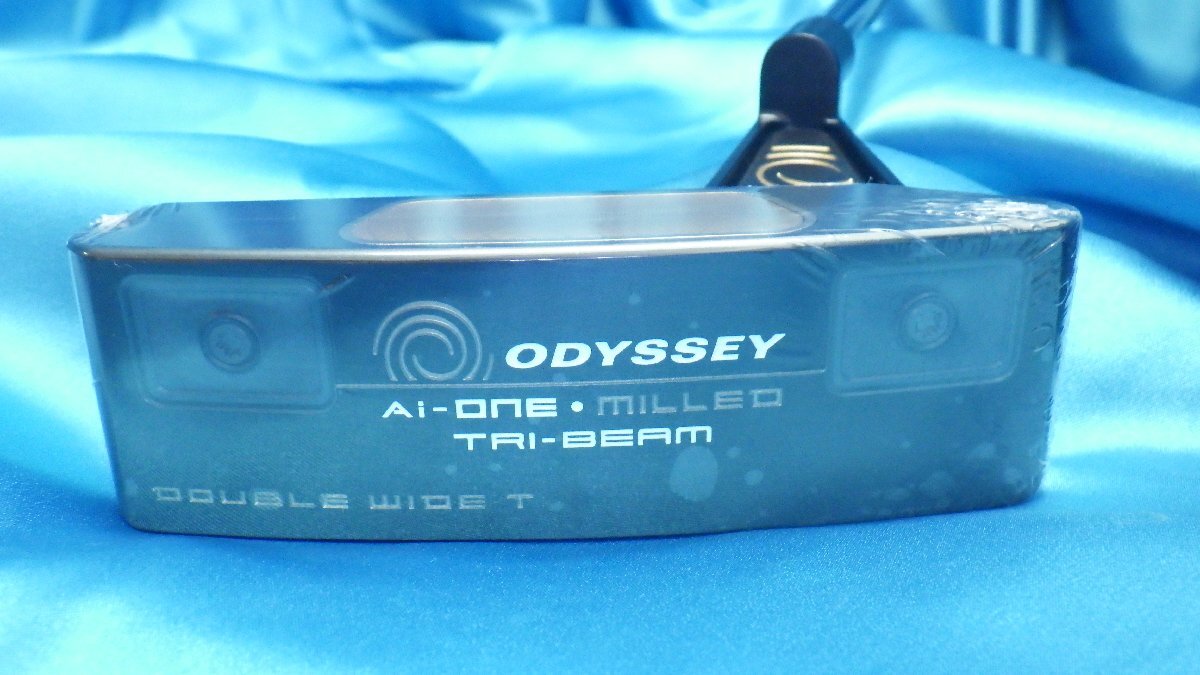 ODYSSEY
Ai-ONE • MILLED
TRI-BEAM
DOUBLE WIDE T